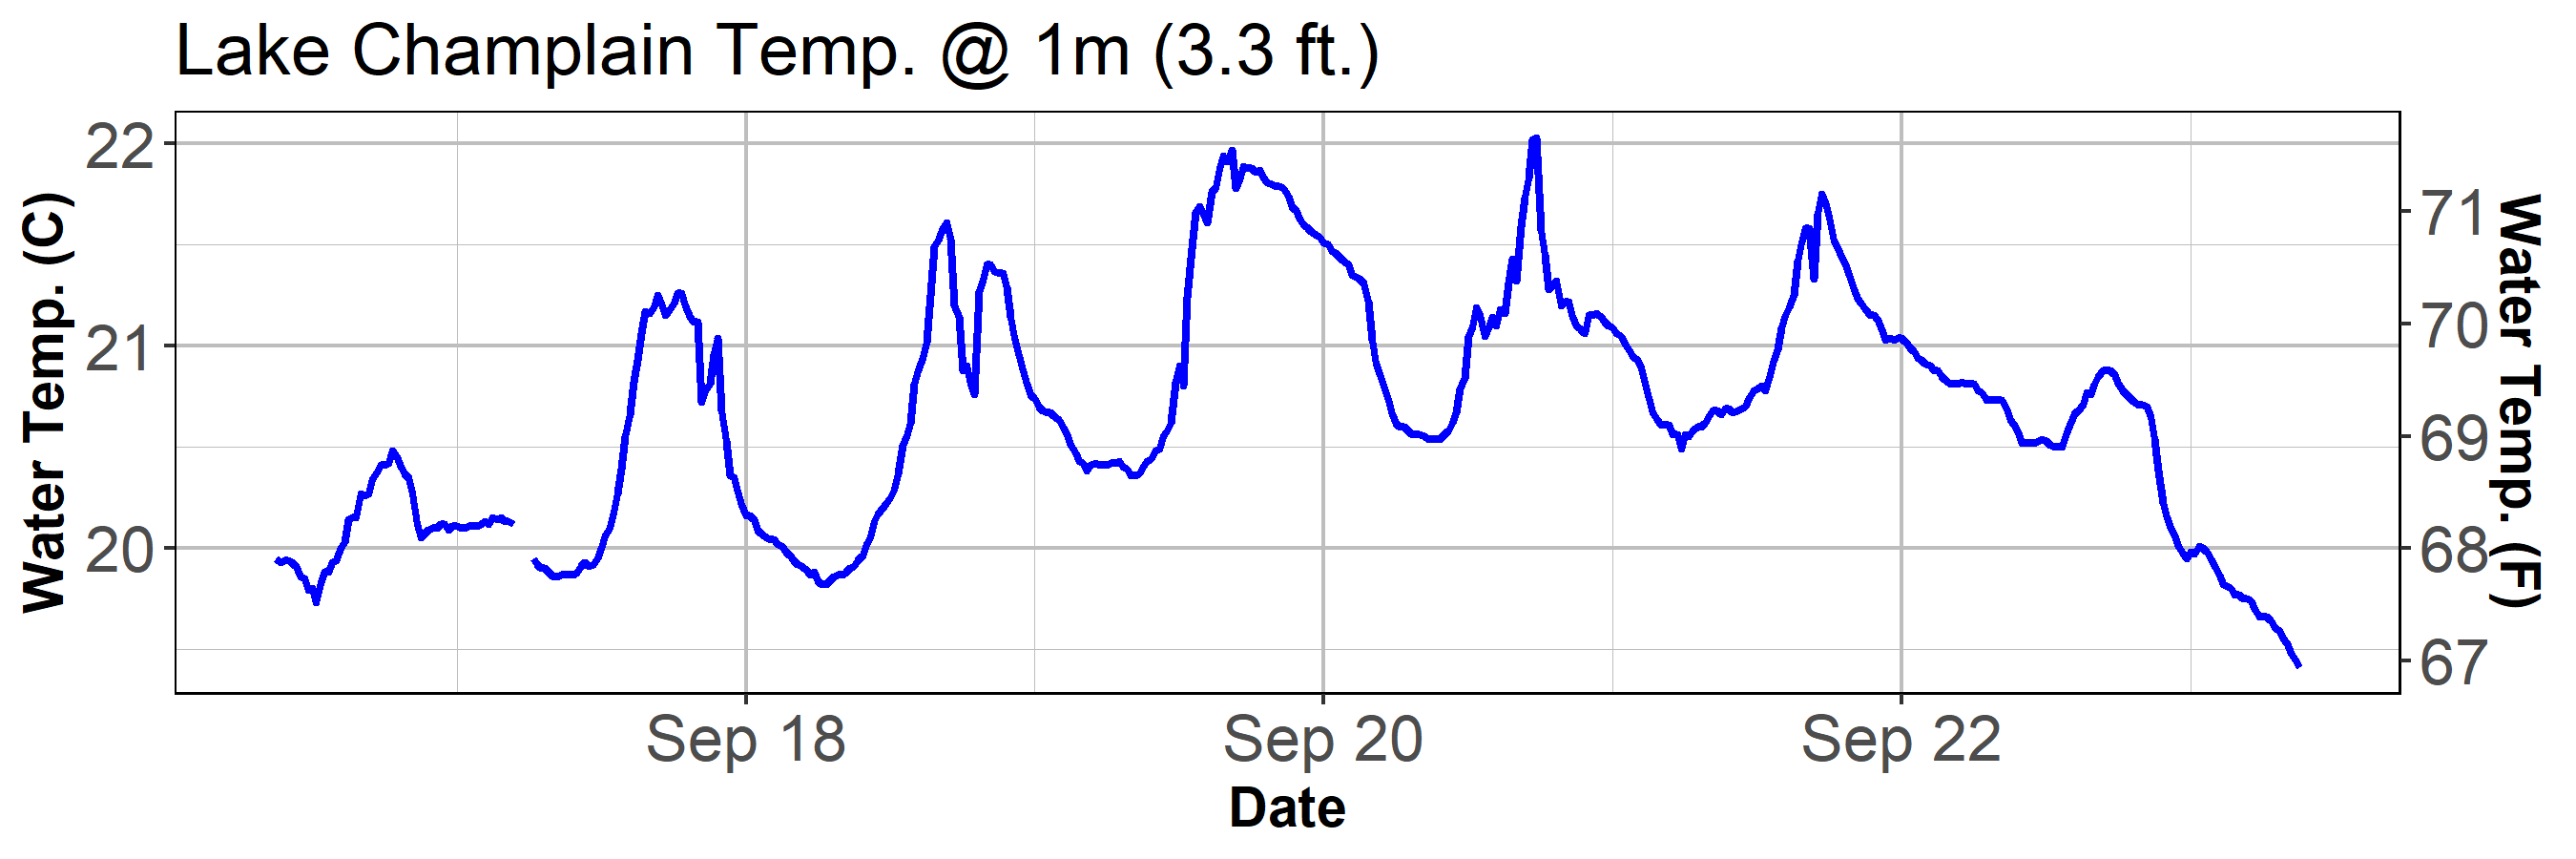 Lake Champlain Temp. @ 1m (3.3 ft.)
Water Temp. (C)
22
21
20
71
70
69
68
67
Water Temp. (F)
Sep 18 Sep 20 Sep 22
Date